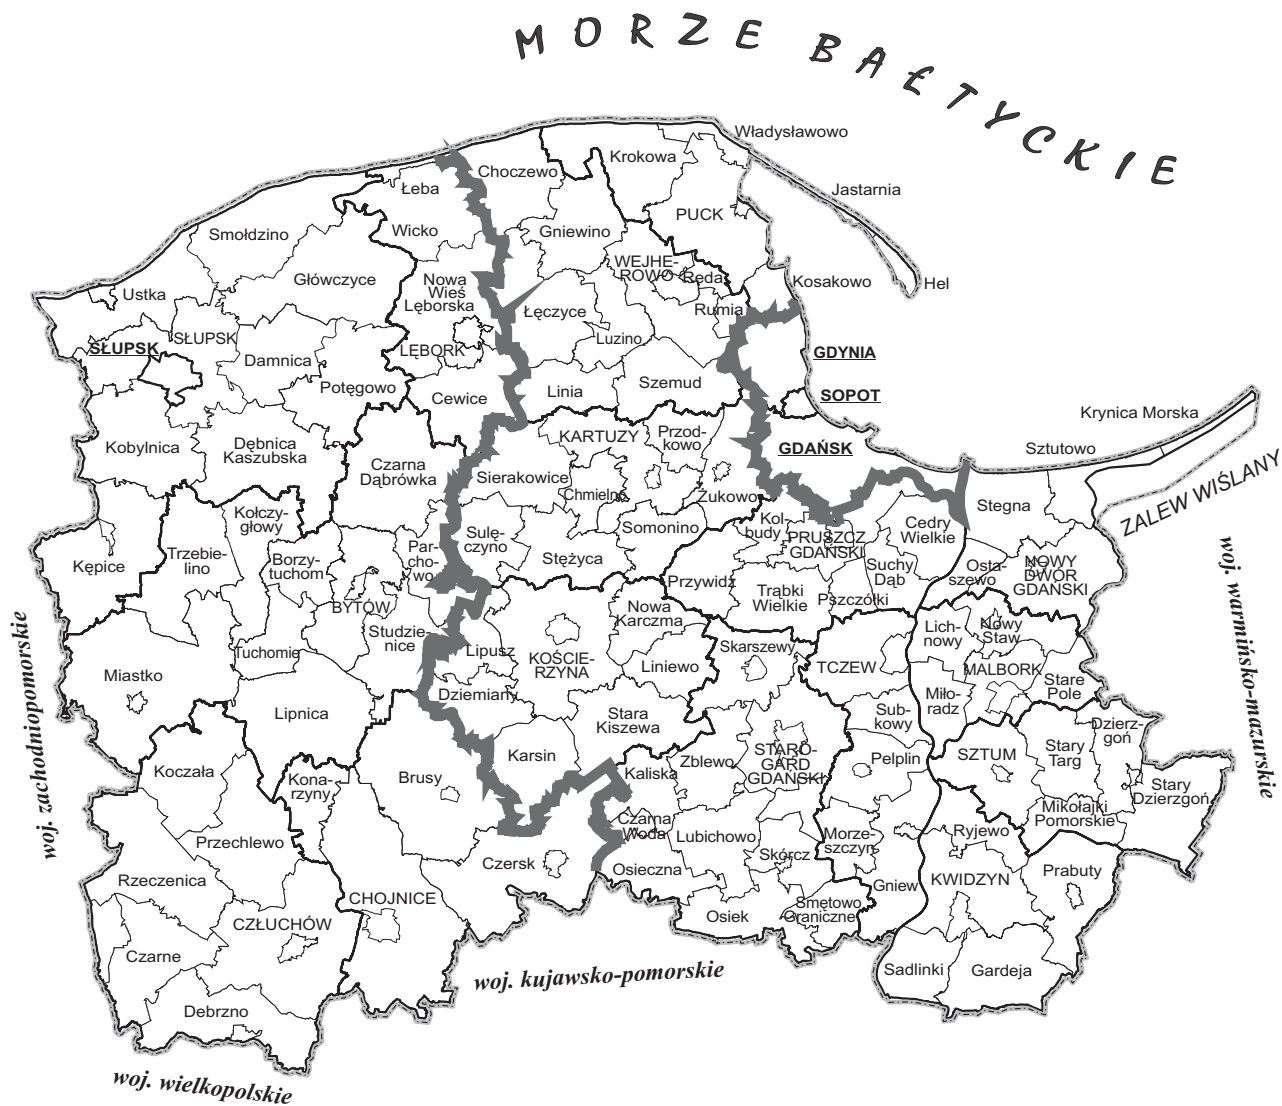 MORZE BAŁTYCKIE
Władysławowo
Krokowa
Choczewo
Łeba
Jastarnia
PUCK
Wicko
Gniewino
Smołdzino
WEJHE-
ROWO
Reda
Kosakowo
Hel
Główczyce
Nowa
Wieś
Lęborska
Ustka
Łęczyce
Rumia
SŁUPSK
SŁUPSK
Luzino
LĘBORK
GDYNIA
Damnica
Potęgowo
Szemud
Linia
SOPOT
Cewice
Krynica Morska
Kobylnica
Dębnica
Kaszubska
KARTUZY
Przod-
kowo
GDAŃSK
Sztutowo
Czarna
Dąbrówka
Sierakowice
Chmielno
Żukowo
ZALEW WIŚLANY
Stegna
Kołczy-
głowy
Kol-
budy
Cedry
Wielkie
Somonino
Sulę-
czyno
PRUSZCZ
GDAŃSKI
Trzebie-
lino
Borzy-
tuchom
Par-
cho-
wo
Stężyca
Kępice
Suchy
Dąb
Osta-
szewo
NOWY
DWÓR
GDAŃSKI
Przywidz
Trąbki
Wielkie
Pszczółki
BYTÓW
Nowa
Karczma
Lich-
nowy
Nowy
Staw
Studzie-
nice
Tuchomie
Lipusz
KOŚCIE-
RZYNA
Liniewo
Skarszewy
TCZEW
MALBORK
Stare
Pole
Miastko
Dziemiany
Miło-
radz
Lipnica
Stara
Kiszewa
Sub-
kowy
Dzierz-
goń
Karsin
Koczała
Kona-
rzyny
Brusy
Kaliska
Zblewo
STARO-
GARD
GDAŃSKI
Pelplin
SZTUM
Stary
Targ
Stary
Dzierzgoń
Mikołajki
Pomorskie
Czarna
Woda
Lubichowo
Morze-
szczyn
Ryjewo
Przechlewo
Czersk
Osieczna
Skórcz
Prabuty
Rzeczenica
KWIDZYN
Gniew
CHOJNICE
Smętowo
Graniczne
Osiek
CZŁUCHÓW
Czarne
Sadlinki
Gardeja
Debrzno
woj. zachodniopomorskie
woj. warmińsko-mazurskie
woj. kujawsko-pomorskie
woj. wielkopolskie